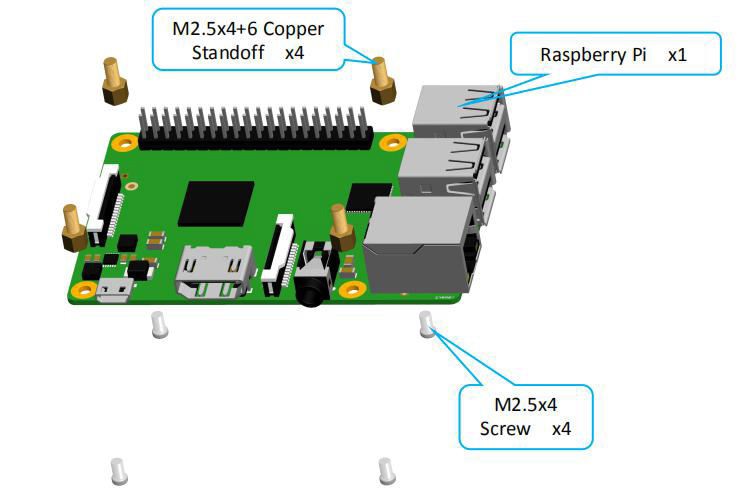 M2.5x4+6 Copper
Standoff x4
Raspberry Pi x1
M2.5x4
Screw x4